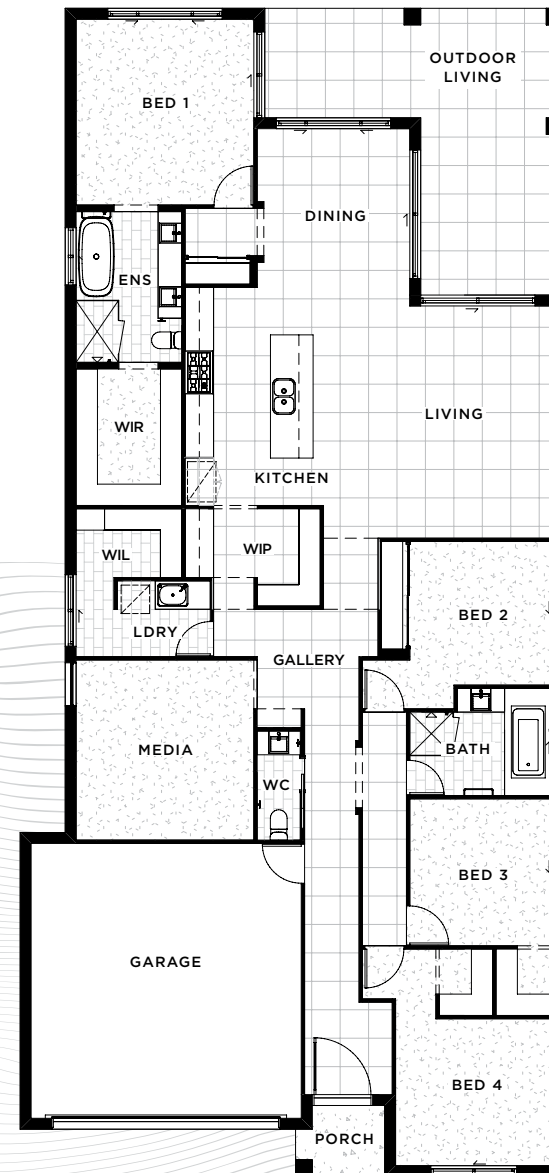 OUTDOOR
LIVING
BED 1
DINING
ENS
LIVING
WIR
KITCHEN
WIL
WIP
BED 2
LDRY
GALLERY
MEDIA
BATH
WC
BED 3
GARAGE
BED 4
PORCH